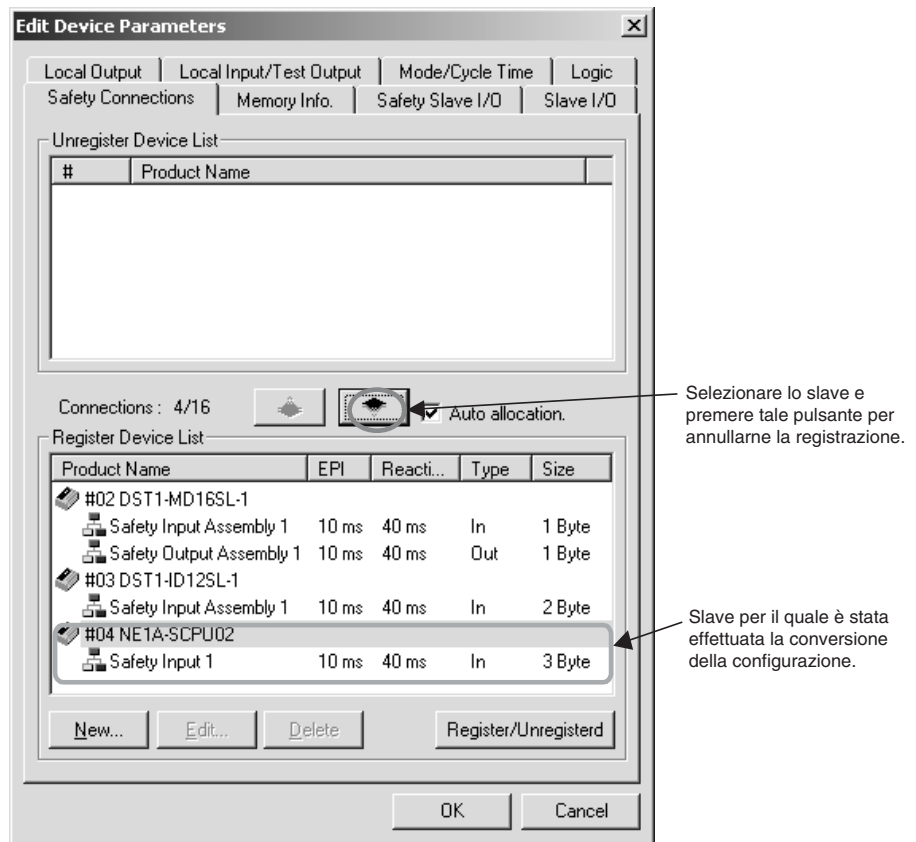 Edit Device Parameters
Local Output
Local Input/Test Output
Mode/Cycle Time
Logic
Safety Connections
Memory Info.
Safety Slave I/O
Slave I/O
Unregister Device List
# Product Name
Connections : 4/16
Auto allocation.
Selezionare lo slave e
premere tale pulsante per
annullarne la registrazione.
Register Device List
Product Name EPI Reacti... Type Size
#02 DST1-MD16SL-1
Safety Input Assembly 1 10 ms 40 ms In 1 Byte
Safety Output Assembly 1 10 ms 40 ms Out 1 Byte
#03 DST1-ID12SL-1
Safety Input Assembly 1 10 ms 40 ms In 2 Byte
#04 NE1A-SCPU02
Safety Input 1 10 ms 40 ms In 3 Byte
Slave per il quale è stata
effettuata la conversione
della configurazione.
New...
Edit...
Delete
Register/Unregisterd
OK
Cancel